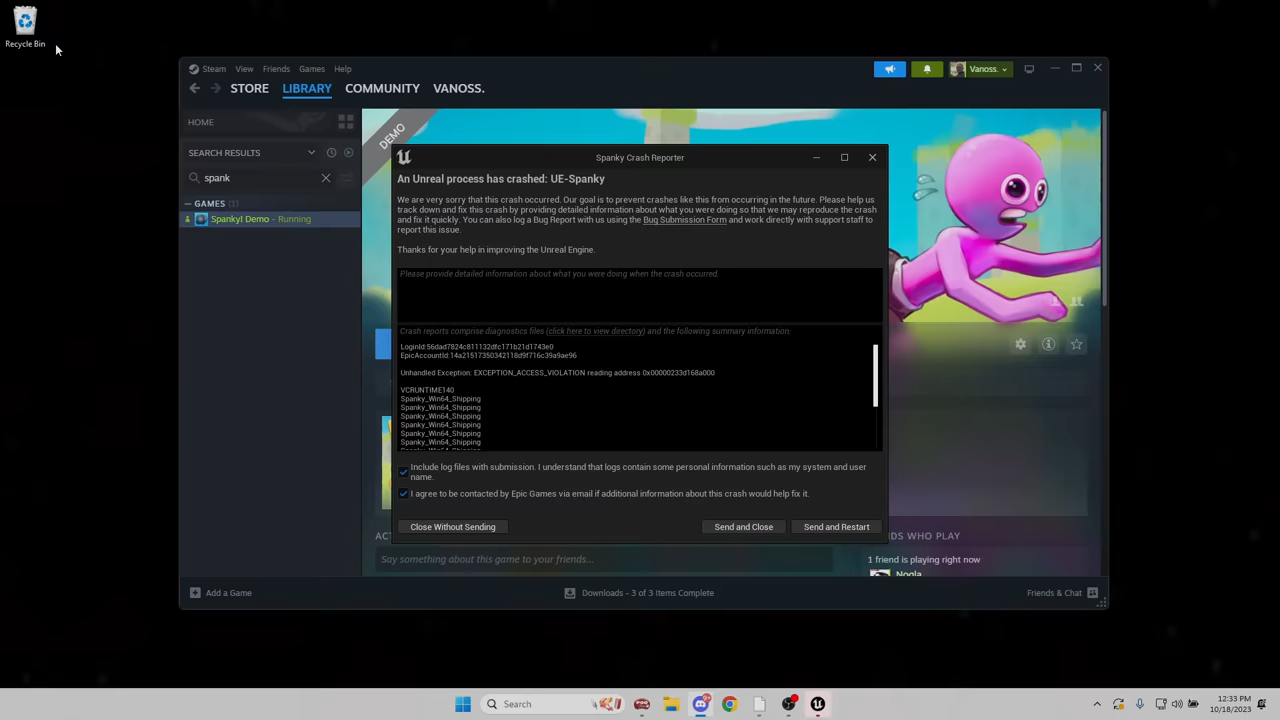 Recycle Bin
Steam View Friends Games Help
Vanoss.
STORE LIBRARY COMMUNITY VANOSS.
HOME
DEMO
SEARCH RESULTS
spank
GAMES (1)
Spanky! Demo - Running
Spanky Crash Reporter
An Unreal process has crashed: UE-Spanky
We are very sorry that this crash occurred. Our goal is to prevent crashes like this from occurring in the future. Please help us
track down and fix this crash by providing detailed information about what you were doing so that we may reproduce the crash
and fix it quickly. You can also log a Bug Report with us using the Bug Submission Form and work directly with support staff to
report this issue.
Thanks for your help in improving the Unreal Engine.
Please provide detailed information about what you were doing when the crash occurred.
Crash reports comprise diagnostics files (click here to view directory) and the following summary information:
LoginId:56dad7824c811132dfc171b21d1743e0
EpicAccountId:14a21517350342118d9f716c39a9ae96
Unhandled Exception: EXCEPTION_ACCESS_VIOLATION reading address 0x00000233d168a000
VCRUNTIME140
Spanky_Win64_Shipping
Spanky_Win64_Shipping
Spanky_Win64_Shipping
Spanky_Win64_Shipping
Spanky_Win64_Shipping
Spanky_Win64_Shipping
Include log files with submission. I understand that logs contain some personal information such as my system and user
name.
I agree to be contacted by Epic Games via email if additional information about this crash would help fix it.
Close Without Sending
Send and Close
Send and Restart
Say something about this game to your friends...
1 friend is playing right now
Nogla
Add a Game
Downloads - 3 of 3 Items Complete
Friends & Chat
Search
12:33 PM
10/18/2023